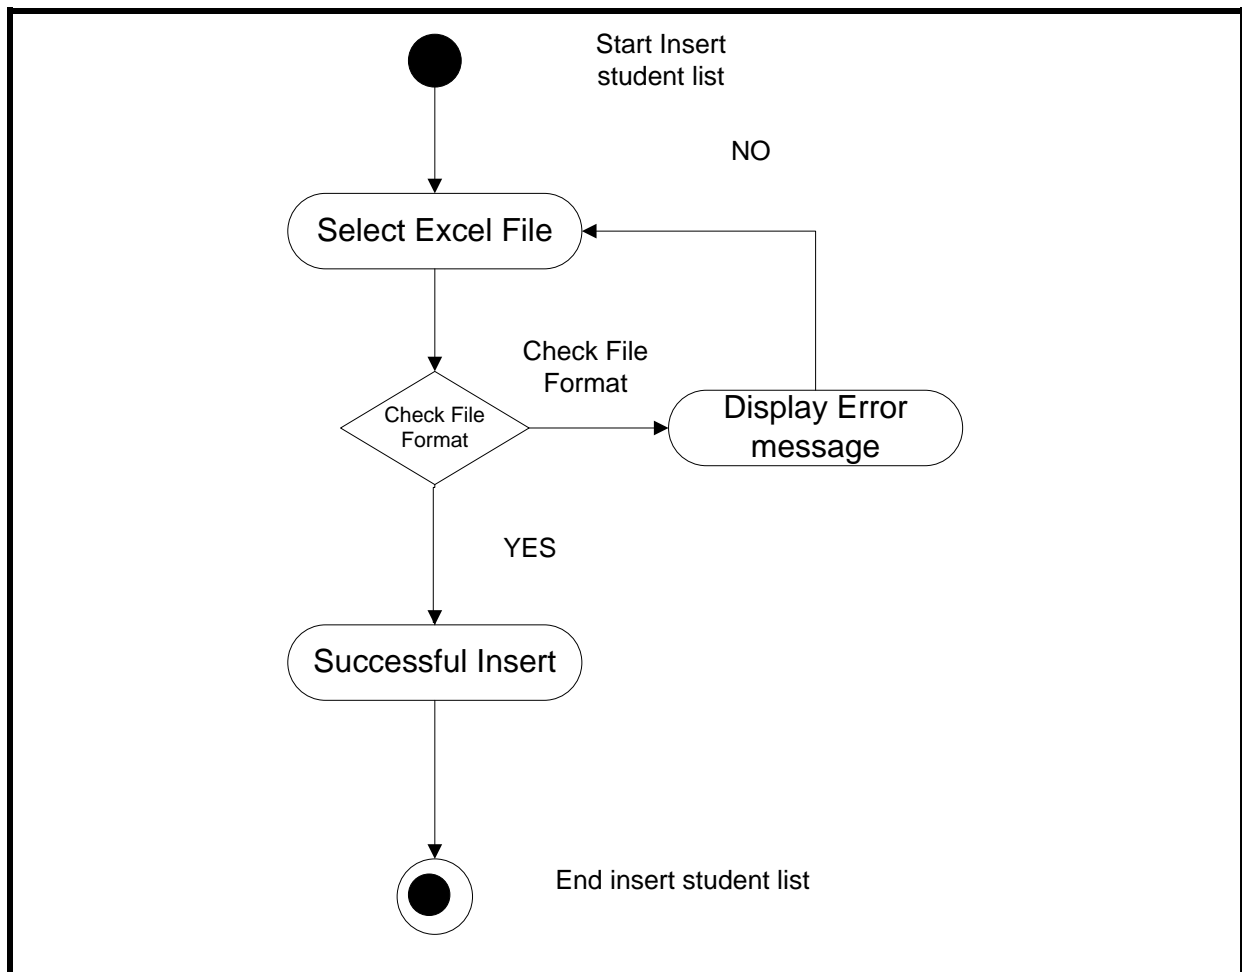 Start Insert
student list
NO
Select Excel File
Check File
Format
Check File
Format
Display Error
message
YES
Successful Insert
End insert student list